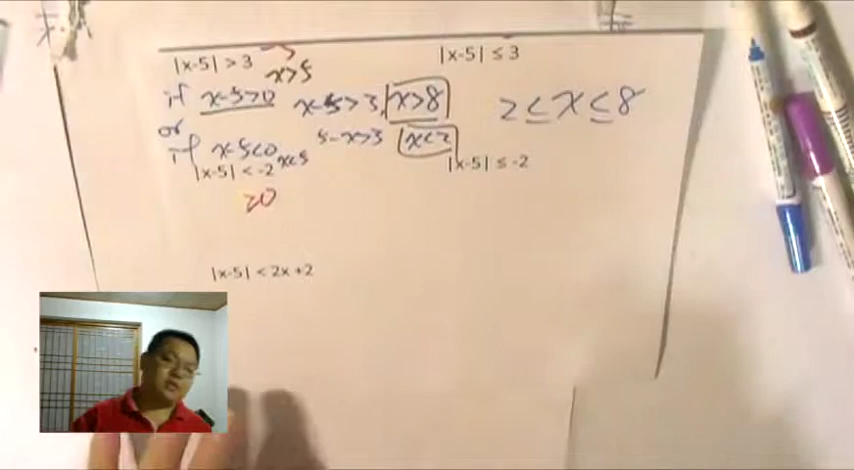 |x-5| > 3
x>5
if x-5>0 x-5>3, x>8
or
if x-5<0 x<5 5-x>3 x<2
|x-5| ≤ 3
2 ≤ x ≤ 8
|x-5| < -2
≥0
|x-5| ≤ -2
|x-5| < 2x +2